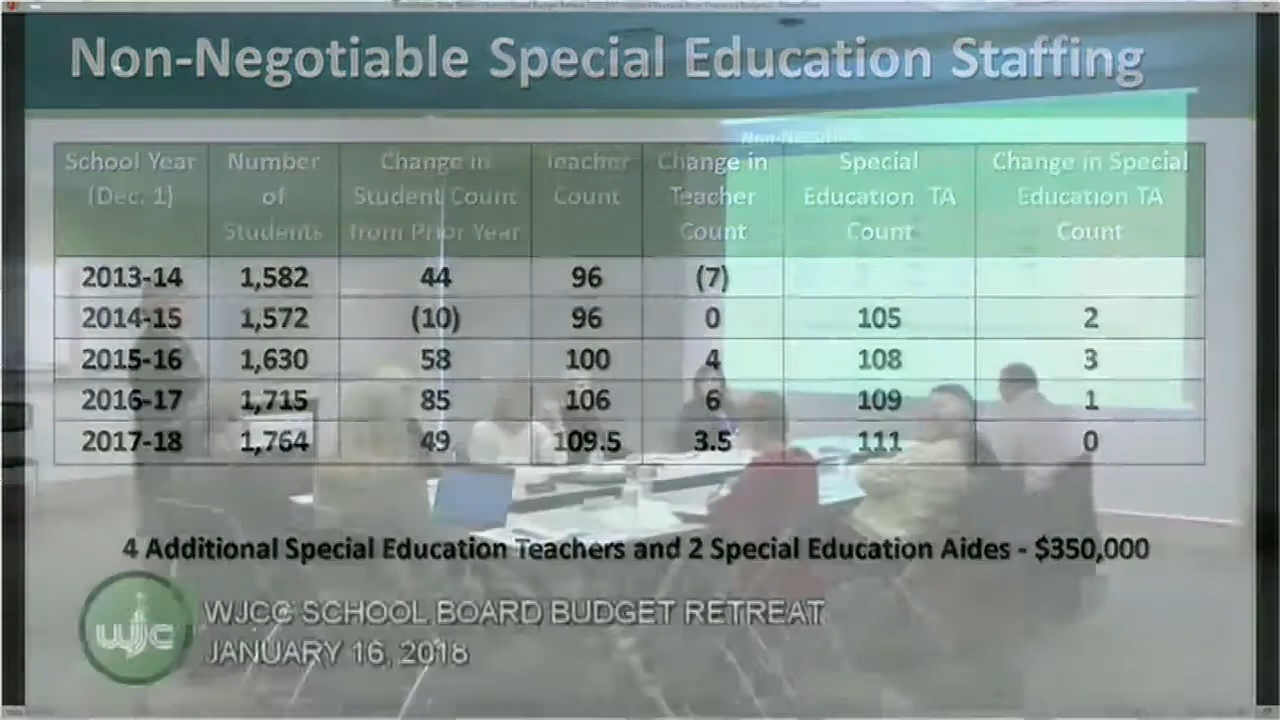 Non-Negotiable Special Education Staffing
School Year (Dec. 1) | Number of Students | Change in Student Count from Prior Year | Teacher Count | Change in Teacher Count | Special Education TA Count | Change in Special Education TA Count
2013-14 | 1,582 | 44 | 96 | (7) | |
2014-15 | 1,572 | (10) | 96 | 0 | 105 | 2
2015-16 | 1,630 | 58 | 100 | 4 | 108 | 3
2016-17 | 1,715 | 85 | 106 | 6 | 109 | 1
2017-18 | 1,764 | 49 | 109.5 | 3.5 | 111 | 0
4 Additional Special Education Teachers and 2 Special Education Aides - $350,000
wjcc
WJCC SCHOOL BOARD BUDGET RETREAT
JANUARY 16, 2018